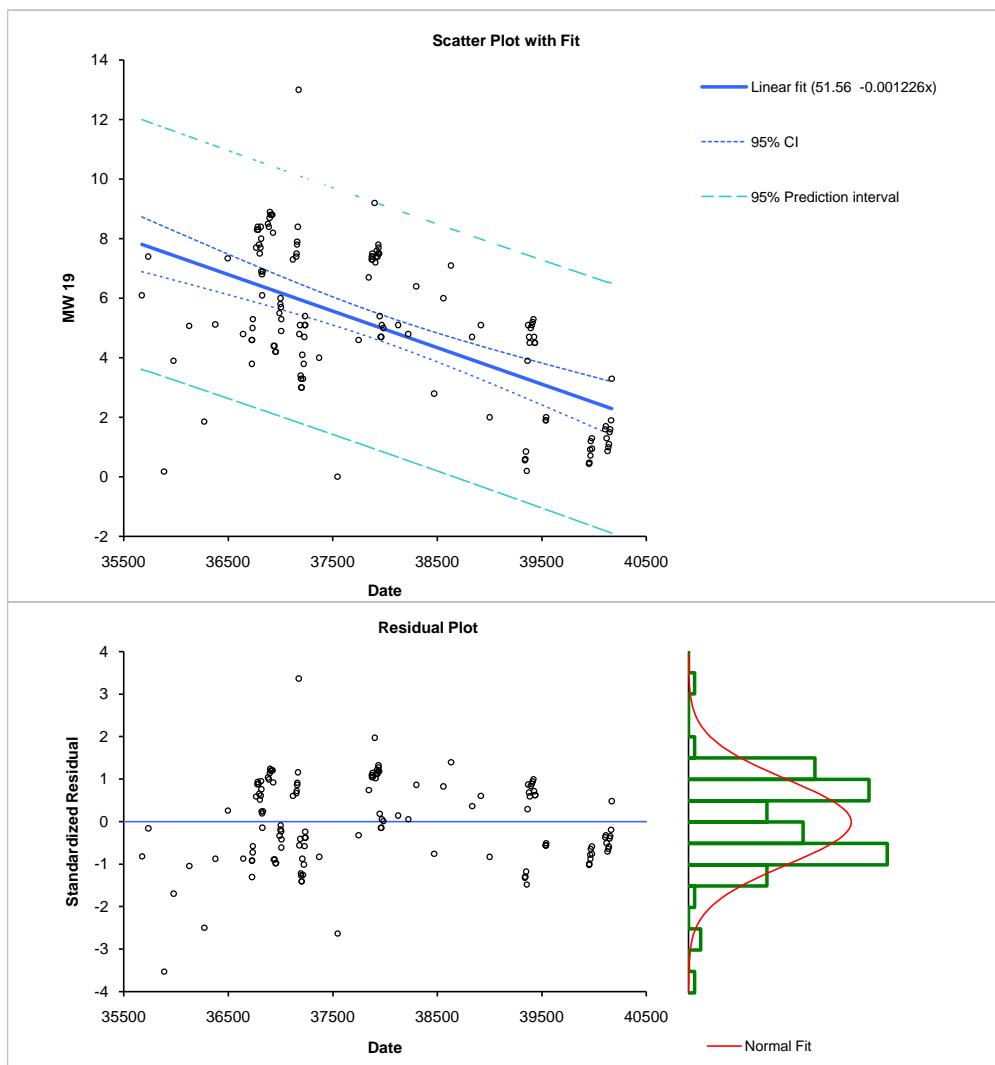 Scatter Plot with Fit
14
12
10
8
6
4
2
0
-2
MW 19
35500 36500 37500 38500 39500 40500
Date
Linear fit (51.56 -0.001226x)
95% CI
95% Prediction interval
Residual Plot
4
3
2
1
0
-1
-2
-3
-4
Standardized Residual
35500 36500 37500 38500 39500 40500
Date
Normal Fit